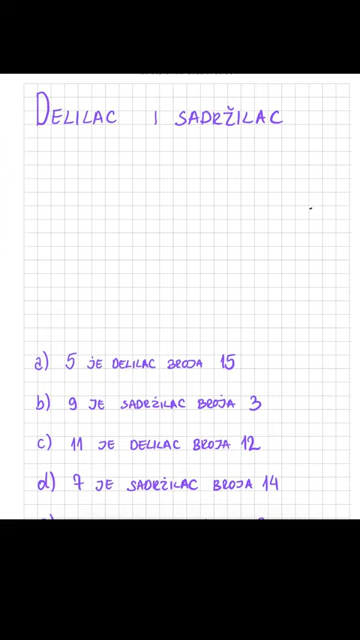 DELILAC I SADRŽILAC
a) 5 JE DELILAC BROJA 15
b) 9 JE SADRŽILAC BROJA 3
c) 11 JE DELILAC BROJA 12
d) 7 JE SADRŽILAC BROJA 14